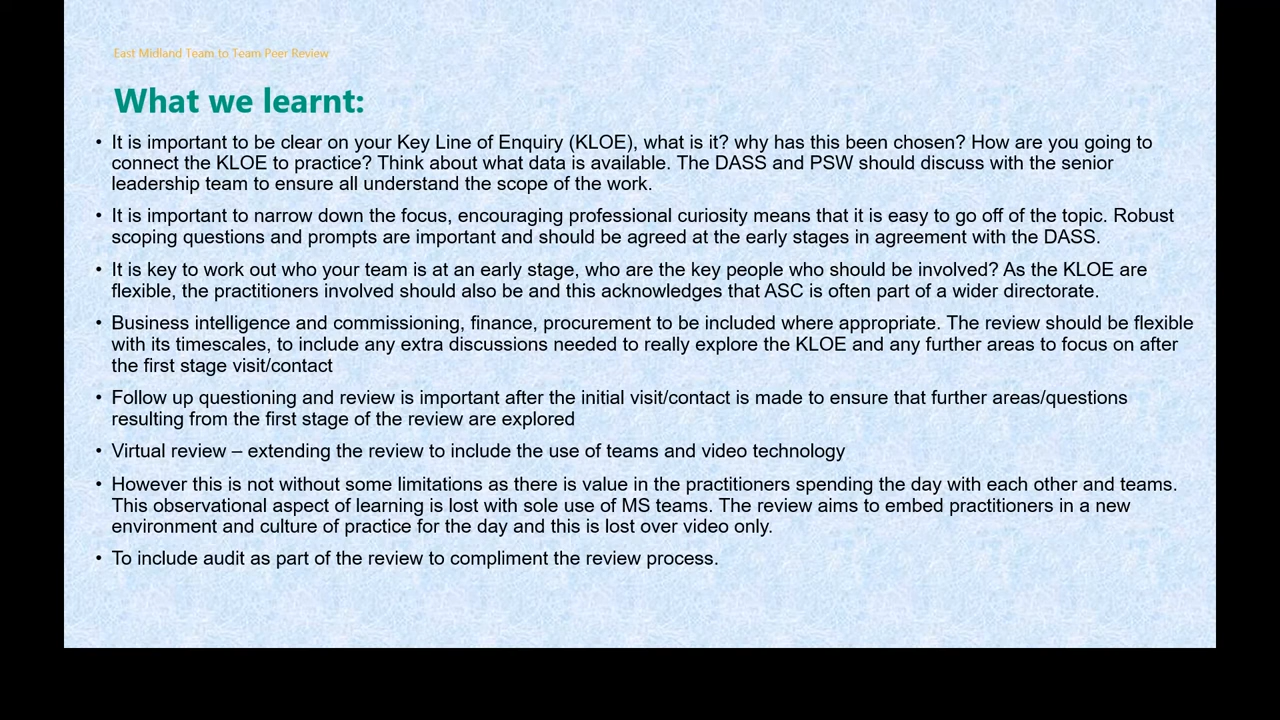 East Midland Team to Team Peer Review
What we learnt:
• It is important to be clear on your Key Line of Enquiry (KLOE), what is it? why has this been chosen? How are you going to
connect the KLOE to practice? Think about what data is available. The DASS and PSW should discuss with the senior
leadership team to ensure all understand the scope of the work.
• It is important to narrow down the focus, encouraging professional curiosity means that it is easy to go off of the topic. Robust
scoping questions and prompts are important and should be agreed at the early stages in agreement with the DASS.
• It is key to work out who your team is at an early stage, who are the key people who should be involved? As the KLOE are
flexible, the practitioners involved should also be and this acknowledges that ASC is often part of a wider directorate.
• Business intelligence and commissioning, finance, procurement to be included where appropriate. The review should be flexible
with its timescales, to include any extra discussions needed to really explore the KLOE and any further areas to focus on after
the first stage visit/contact
• Follow up questioning and review is important after the initial visit/contact is made to ensure that further areas/questions
resulting from the first stage of the review are explored
• Virtual review – extending the review to include the use of teams and video technology
• However this is not without some limitations as there is value in the practitioners spending the day with each other and teams.
This observational aspect of learning is lost with sole use of MS teams. The review aims to embed practitioners in a new
environment and culture of practice for the day and this is lost over video only.
• To include audit as part of the review to compliment the review process.